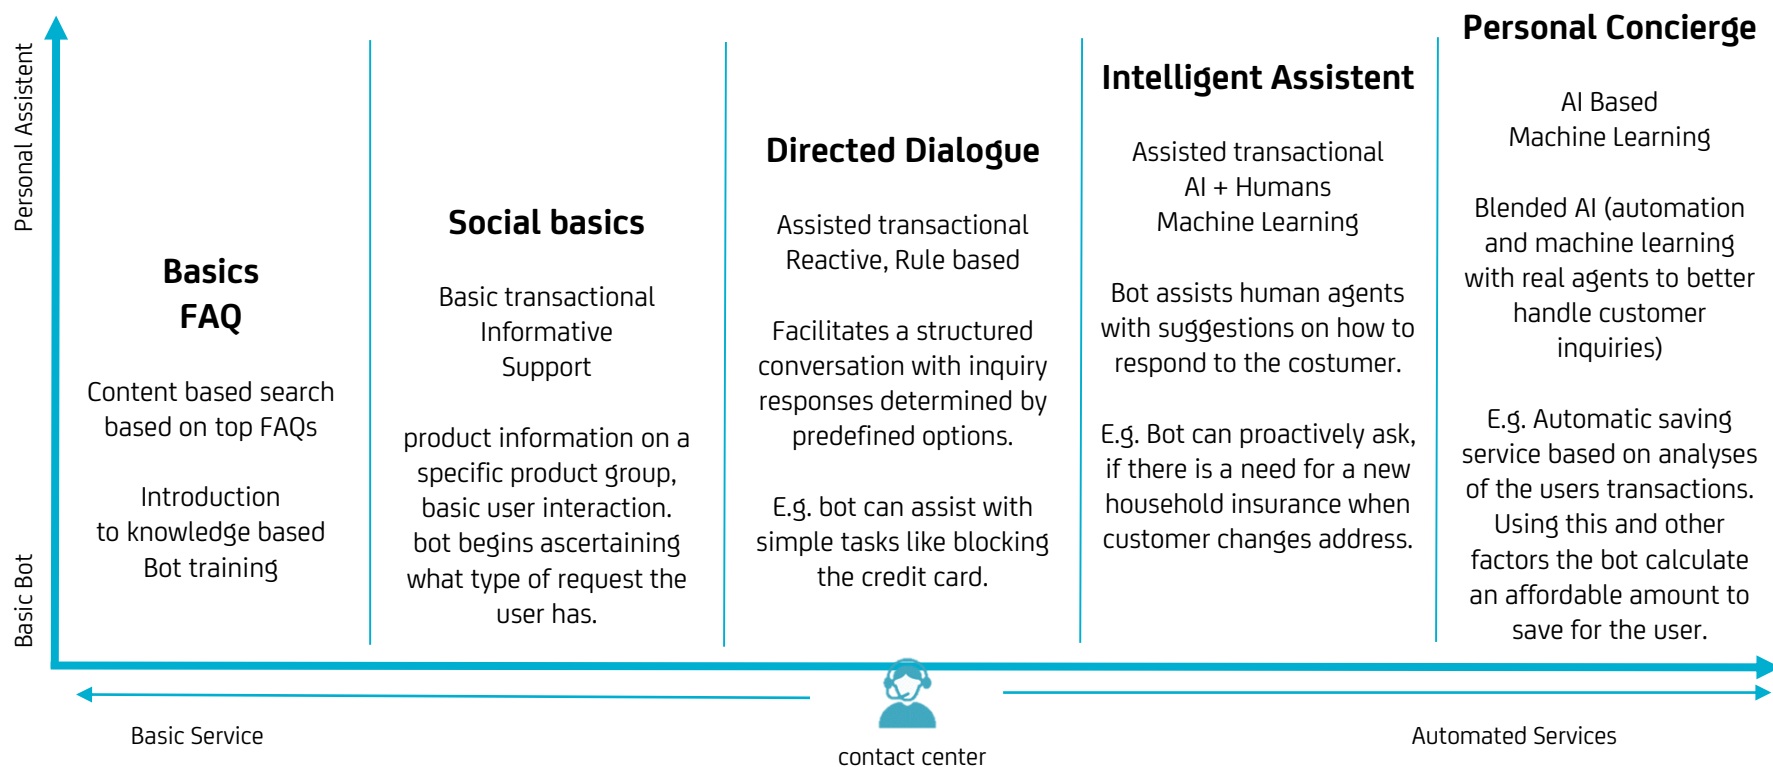 Personal Assistent
Basic Bot
Basics
FAQ
Content based search
based on top FAQs
Introduction
to knowledge based
Bot training
Social basics
Basic transactional
Informative
Support
product information on a
specific product group,
basic user interaction.
bot begins ascertaining
what type of request the
user has.
Directed Dialogue
Assisted transactional
Reactive, Rule based
Facilitates a structured
conversation with inquiry
responses determined by
predefined options.
E.g. bot can assist with
simple tasks like blocking
the credit card.
Intelligent Assistent
Assisted transactional
AI + Humans
Machine Learning
Bot assists human agents
with suggestions on how to
respond to the costumer.
E.g. Bot can proactively ask,
if there is a need for a new
household insurance when
customer changes address.
Personal Concierge
AI Based
Machine Learning
Blended AI (automation
and machine learning
with real agents to better
handle customer
inquiries)
E.g. Automatic saving
service based on analyses
of the users transactions.
Using this and other
factors the bot calculate
an affordable amount to
save for the user.
Basic Service
contact center
Automated Services